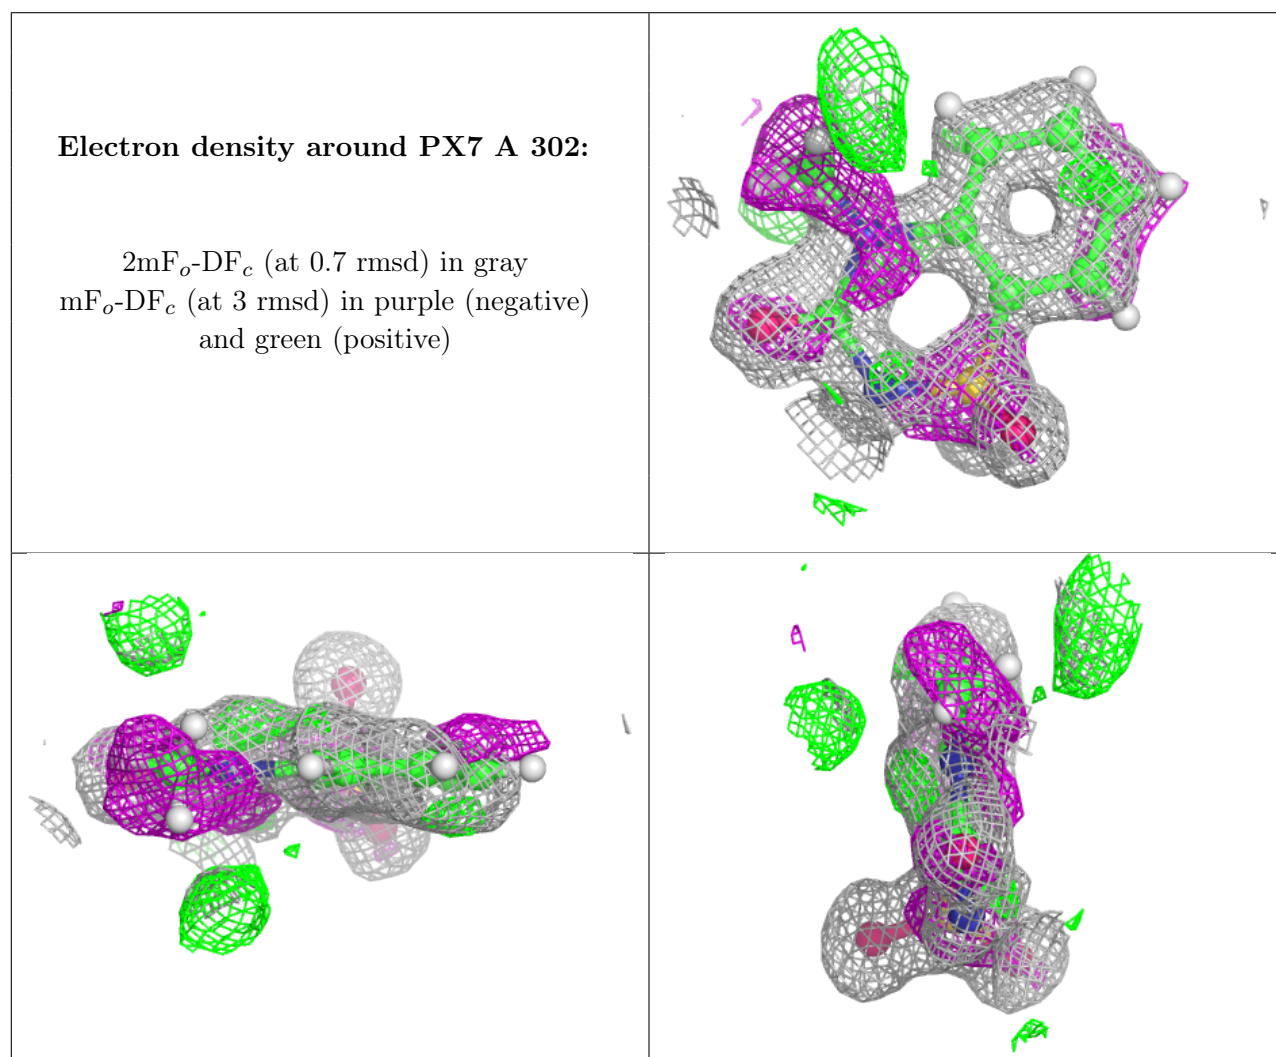 Electron density around PX7 A 302:
2mFo-DFc (at 0.7 rmsd) in gray
mFo-DFc (at 3 rmsd) in purple (negative)
and green (positive)